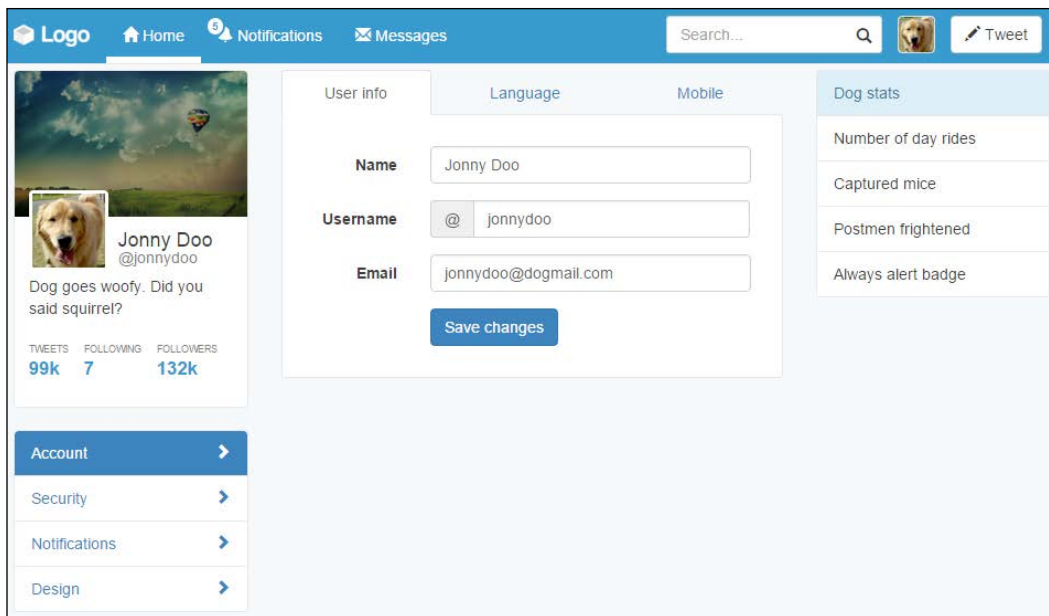 Logo
Home
5
Notifications
Messages
Search...
Tweet
Jonny Doo
@jonnydoo
Dog goes woofy. Did you
said squirrel?
TWEETS FOLLOWING FOLLOWERS
99k 7 132k
Account
Security
Notifications
Design
User info Language Mobile
Name Jonny Doo
Username @ jonnydoo
Email jonnydoo@dogmail.com
Save changes
Dog stats
Number of day rides
Captured mice
Postmen frightened
Always alert badge